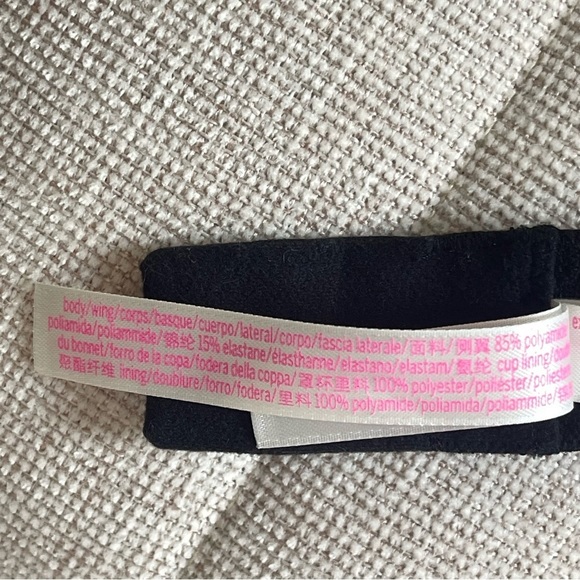 body/wing/corps/basque/cuerpo/lateral/corpo/fascia laterale/面料/侧翼 85% polyamide
poliamida/poliammide/锦纶 15% elastane/élasthanne/elastano/elastam/氨纶 cup lining/doublure
du bonnet/forro de la copa/fodera della coppa/罩杯里料 100% polyester/poliéster/poliestere
聚酯纤维 lining/doublure/forro/fodera/里料 100% polyamide/poliamida/poliammide/